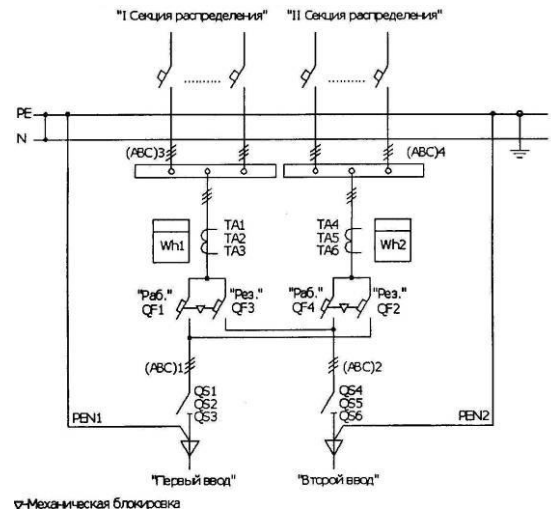 "I Секция распределения" "II Секция распределения"
PE
N
(ABC)3 (ABC)4
Wh1 TA1 TA4 Wh2
TA2 TA5
TA3 TA6
"Раб." "Рез." "Раб." "Рез."
QF1 QF3 QF4 QF2
(ABC)1 (ABC)2
QS1 QS4
QS2 QS5
QS3 QS6
PEN1 PEN2
"Первый ввод" "Второй ввод"
▽-Механическая блокировка